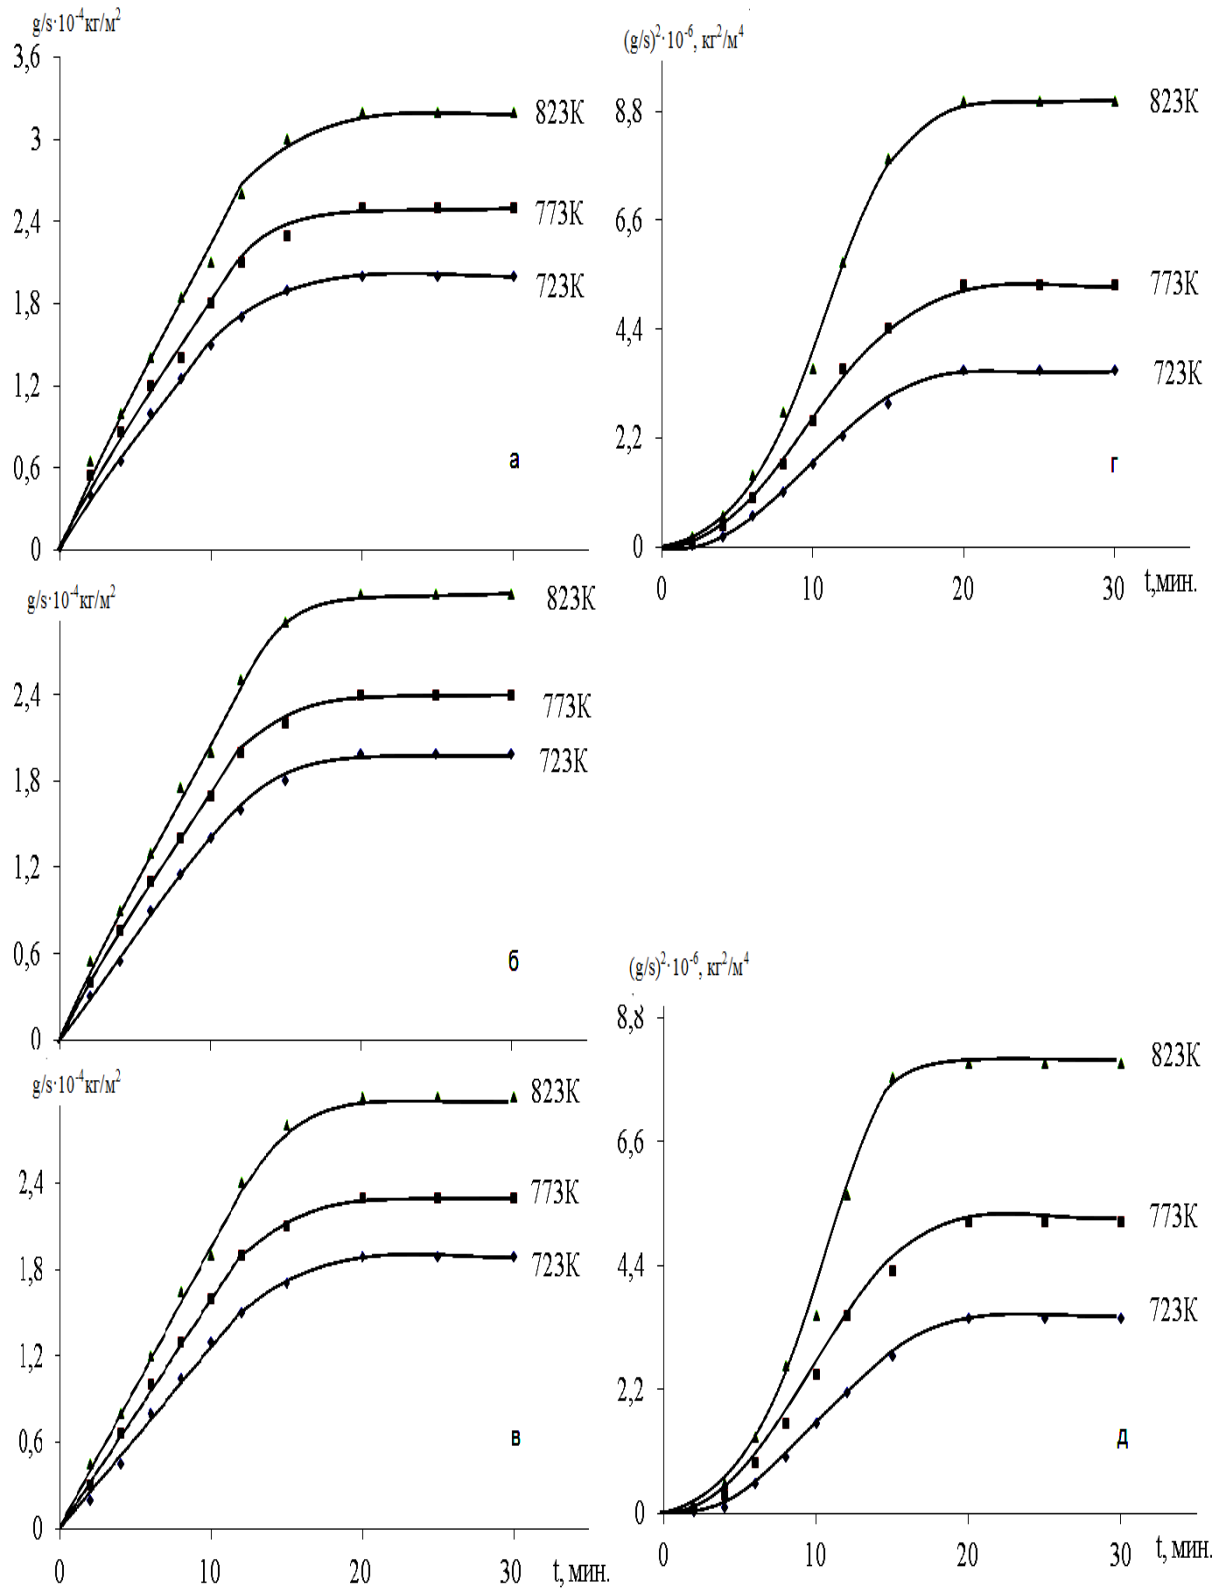 g/s·10⁻⁴кг/м²
3,6
3
2,4
1,8
1,2
0,6
0
823К
773К
723К
а
(g/s)²·10⁻⁶, кг²/м⁴
8,8
6,6
4,4
2,2
0
823К
773К
723К
г
0
10
20
30
t,мин.
g/s·10⁻⁴кг/м²
2,4
1,8
1,2
0,6
0
823К
773К
723К
б
g/s·10⁻⁴кг/м²
2,4
1,8
1,2
0,6
0
823К
773К
723К
в
0
10
20
30
t, мин.
(g/s)²·10⁻⁶, кг²/м⁴
8,8
6,6
4,4
2,2
0
823К
773К
723К
д
0
10
20
30
t, мин.